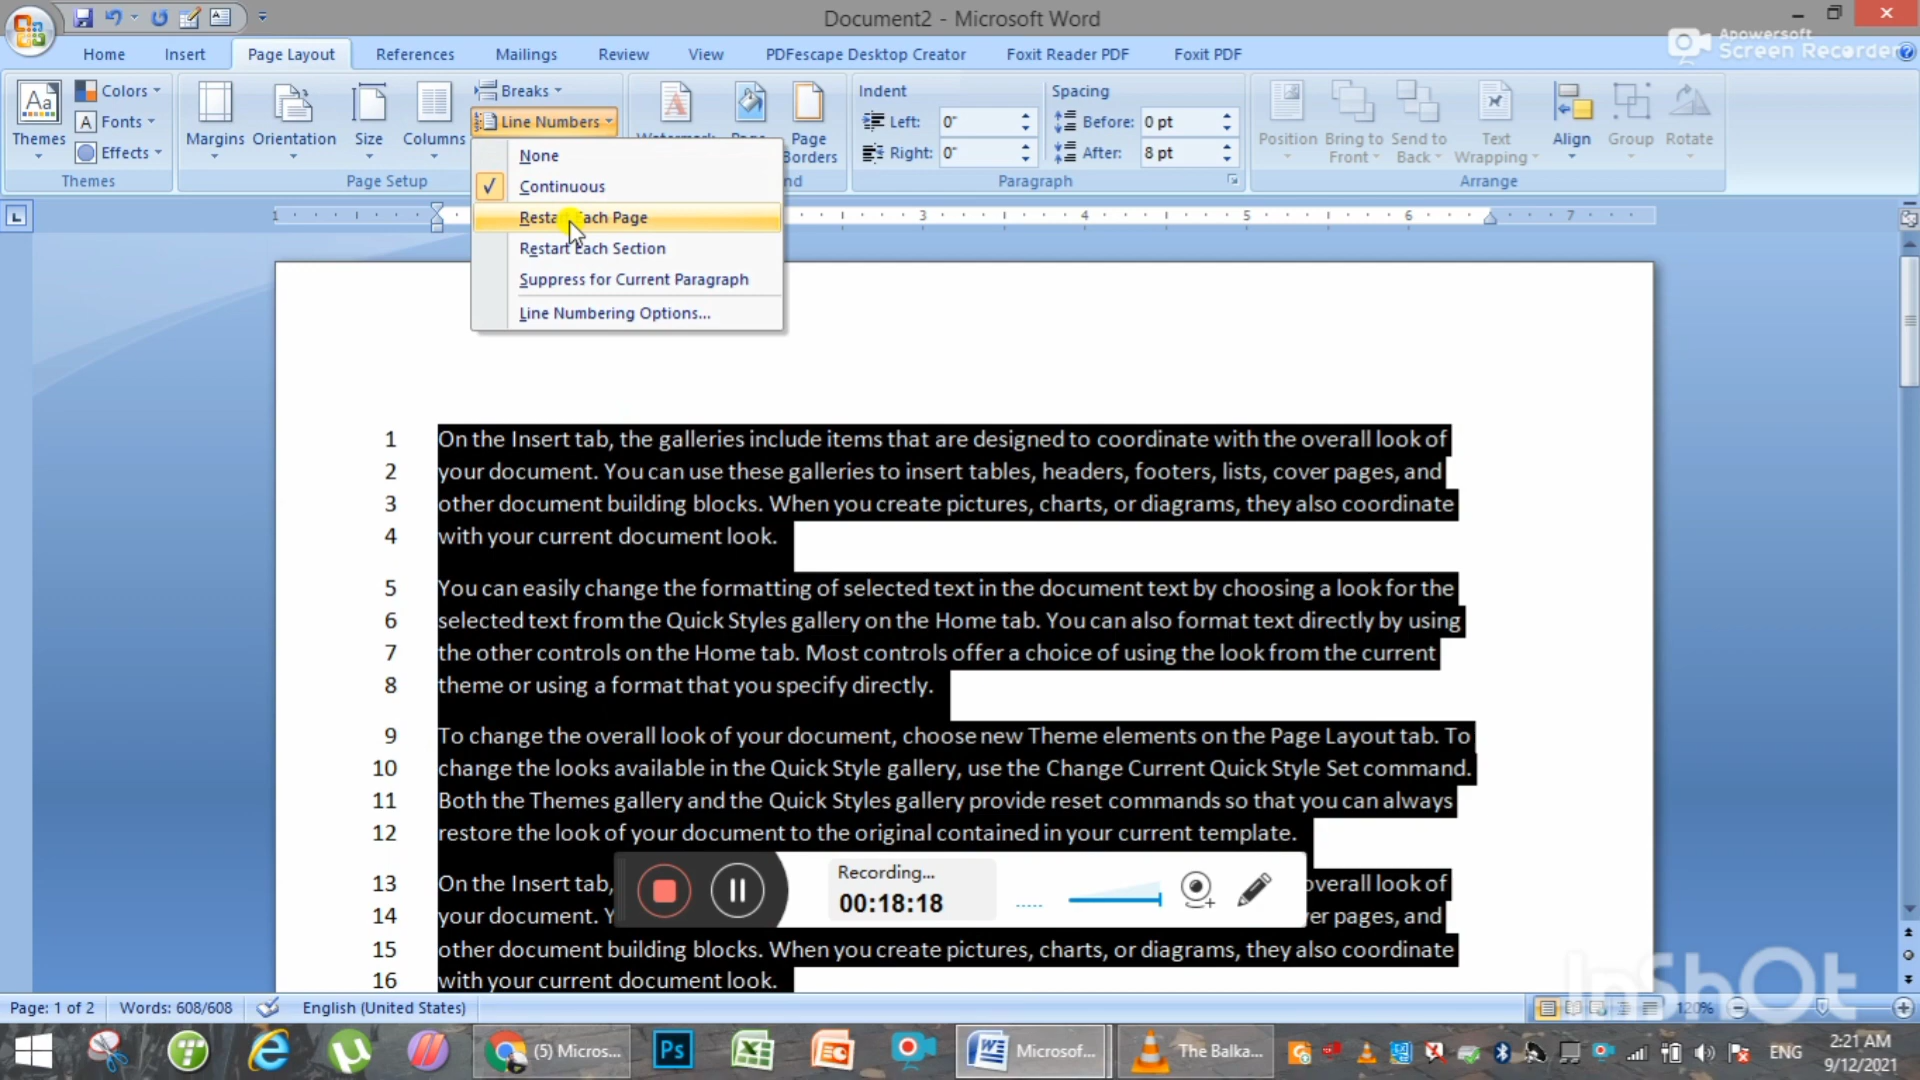 Document2 - Microsoft Word
Apowersoft
Screen Recorder
Home Insert Page Layout References Mailings Review View PDFescape Desktop Creator Foxit Reader PDF Foxit PDF
Themes
Colors
Fonts
Effects
Themes
Margins Orientation Size Columns
Breaks
Line Numbers
Page Setup
Watermark
Page
Page
Borders
Indent
Left: 0"
Right: 0"
Spacing
Before: 0 pt
After: 8 pt
Paragraph
Position
Bring to
Front
Send to
Back
Text
Wrapping
Align Group Rotate
Arrange
None
Continuous
Restart Each Page
Restart Each Section
Suppress for Current Paragraph
Line Numbering Options...
1 3 4 5 6 7
1 On the Insert tab, the galleries include items that are designed to coordinate with the overall look of
2 your document. You can use these galleries to insert tables, headers, footers, lists, cover pages, and
3 other document building blocks. When you create pictures, charts, or diagrams, they also coordinate
4 with your current document look.
5 You can easily change the formatting of selected text in the document text by choosing a look for the
6 selected text from the Quick Styles gallery on the Home tab. You can also format text directly by using
7 the other controls on the Home tab. Most controls offer a choice of using the look from the current
8 theme or using a format that you specify directly.
9 To change the overall look of your document, choose new Theme elements on the Page Layout tab. To
10 change the looks available in the Quick Style gallery, use the Change Current Quick Style Set command.
11 Both the Themes gallery and the Quick Styles gallery provide reset commands so that you can always
12 restore the look of your document to the original contained in your current template.
13 On the Insert tab, overall look of
14 your document. pages, and
15 other document building blocks. When you create pictures, charts, or diagrams, they also coordinate
16 with your current document look.
Recording...
00:18:18
InShOt
Page: 1 of 2 Words: 608/608 English (United States) 120%
(5) Micros...
Ps
Microsof...
The Balka...
ENG
2:21 AM
9/12/2021